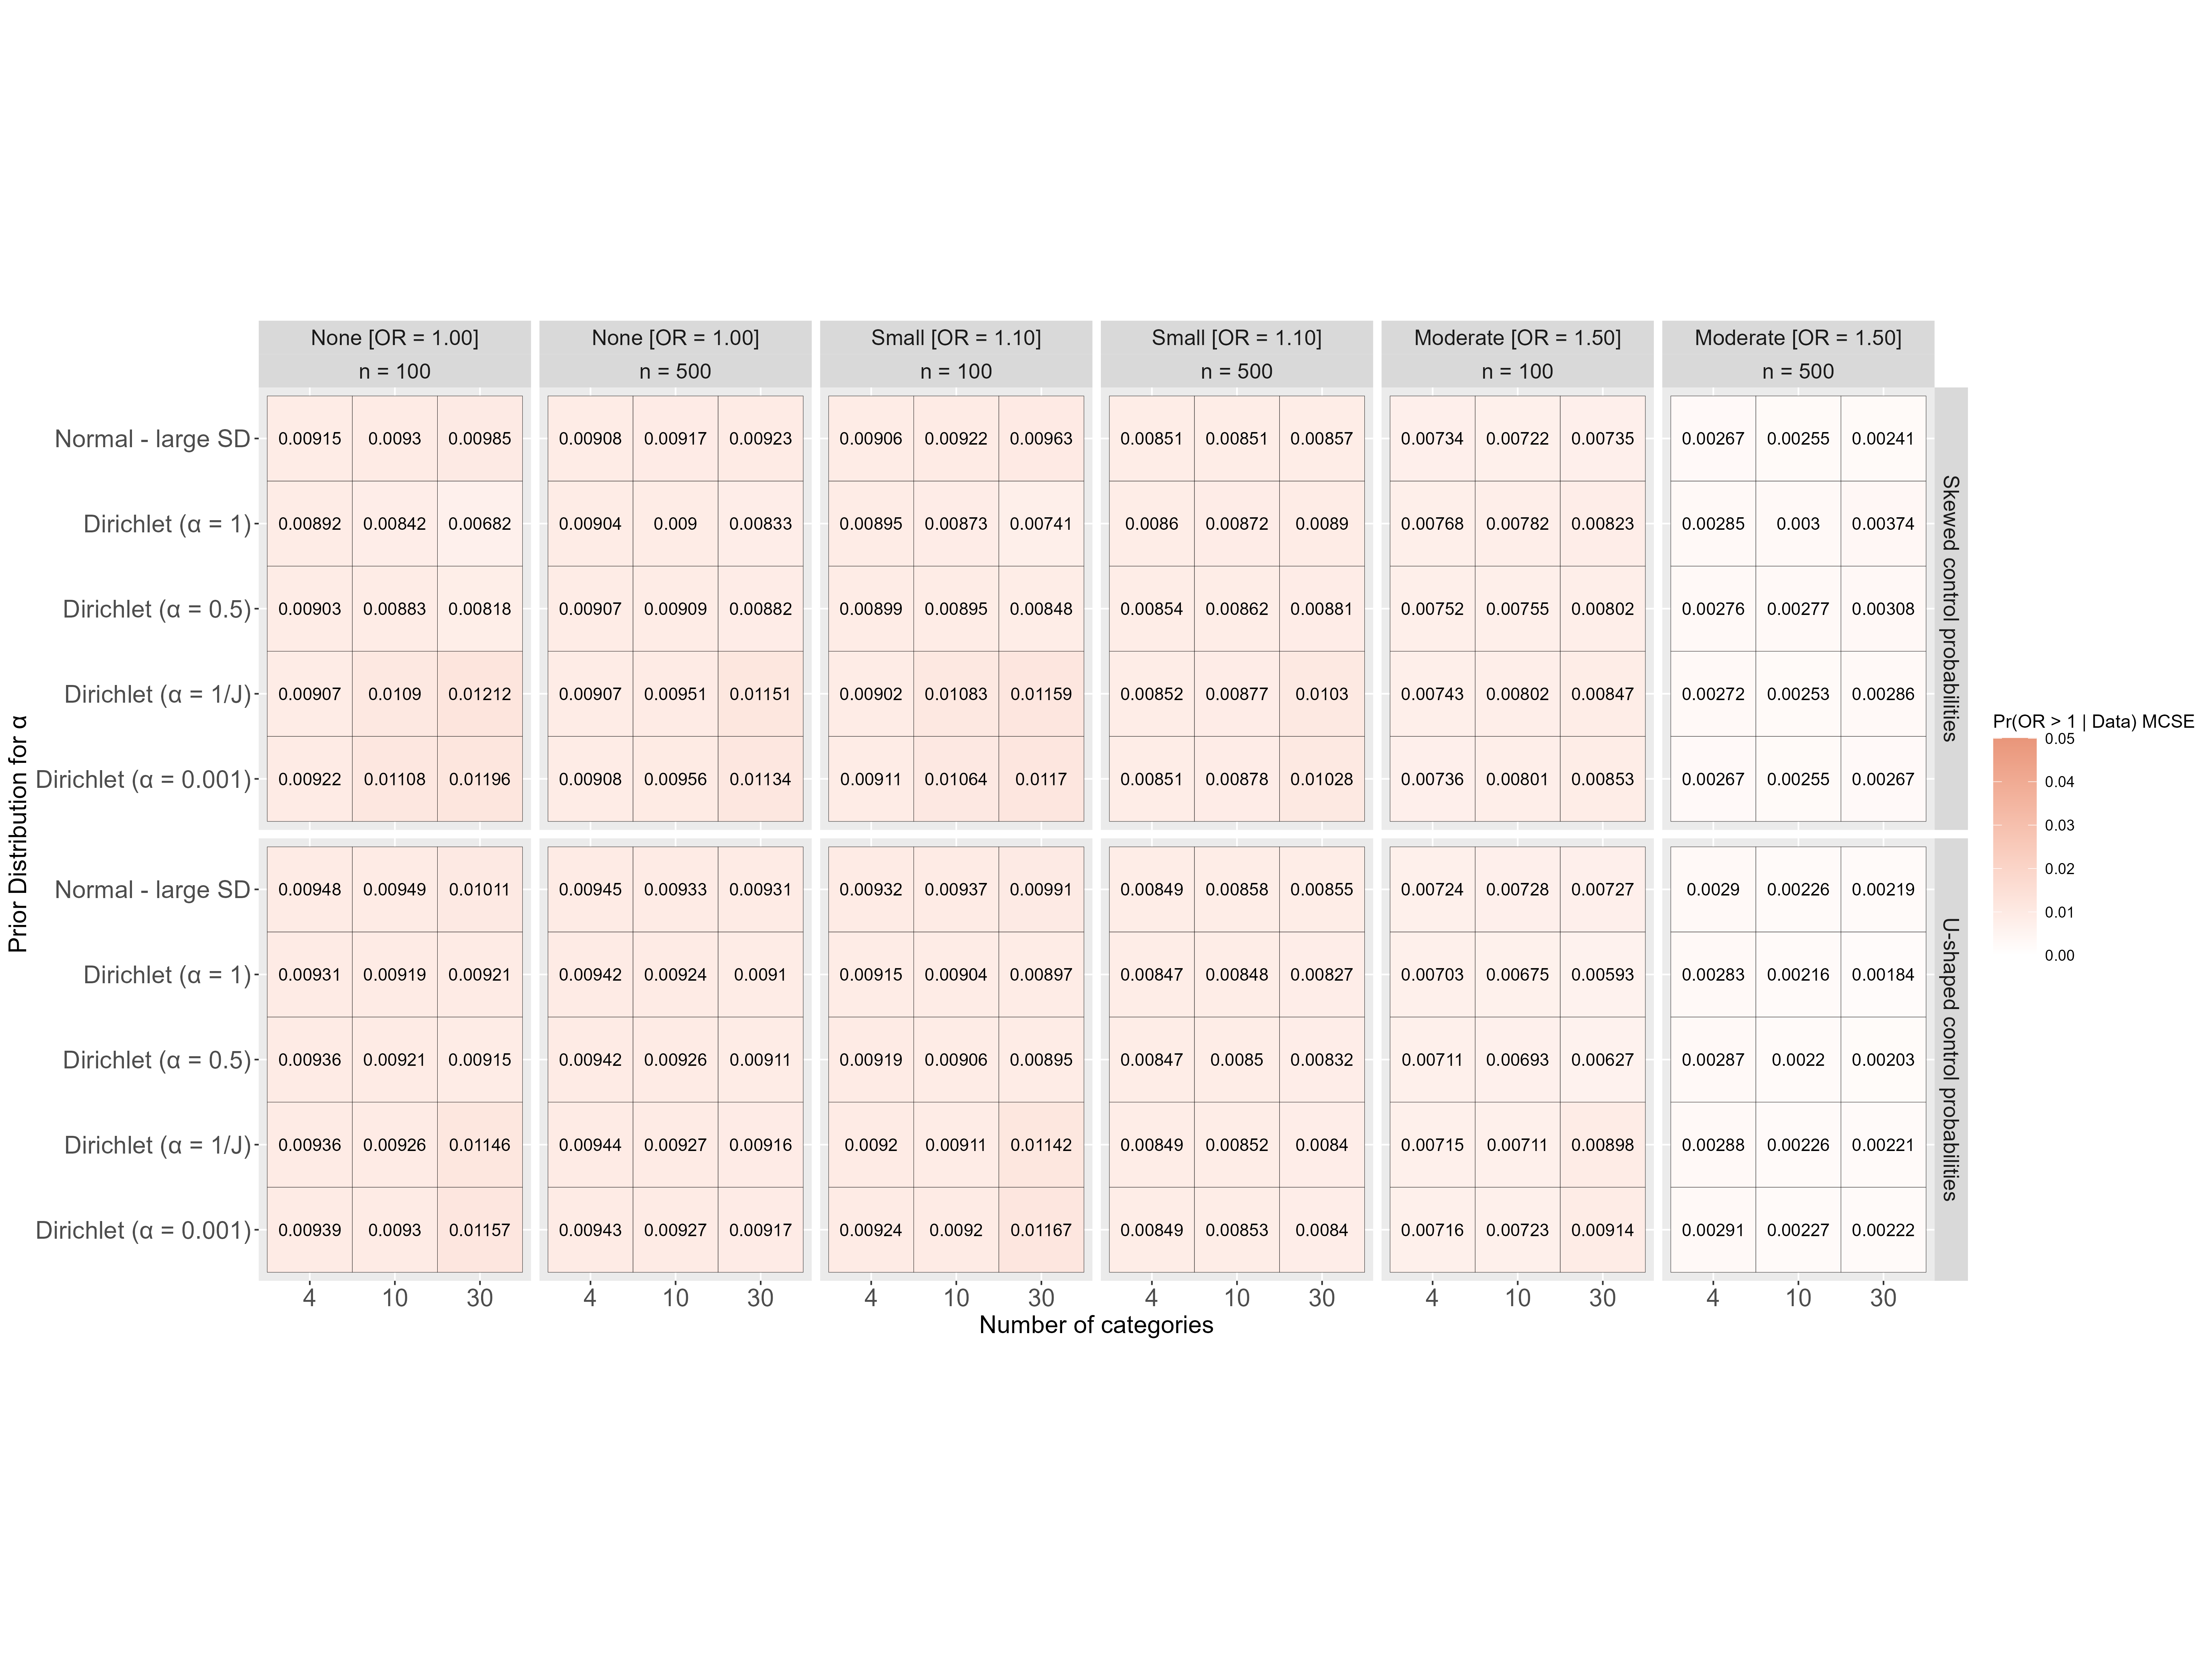 None [OR = 1.00] None [OR = 1.00] Small [OR = 1.10] Small [OR = 1.10] Moderate [OR = 1.50] Moderate [OR = 1.50]
n = 100 n = 500 n = 100 n = 500 n = 100 n = 500
Normal - large SD 0.00915 0.0093 0.00985 0.00908 0.00917 0.00923 0.00906 0.00922 0.00963 0.00851 0.00851 0.00857 0.00734 0.00722 0.00735 0.00267 0.00255 0.00241
Dirichlet (α = 1) 0.00892 0.00842 0.00682 0.00904 0.009 0.00833 0.00895 0.00873 0.00741 0.0086 0.00872 0.0089 0.00768 0.00782 0.00823 0.00285 0.003 0.00374
Dirichlet (α = 0.5) 0.00903 0.00883 0.00818 0.00907 0.00909 0.00882 0.00899 0.00895 0.00848 0.00854 0.00862 0.00881 0.00752 0.00755 0.00802 0.00276 0.00277 0.00308
Dirichlet (α = 1/J) 0.00907 0.0109 0.01212 0.00907 0.00951 0.01151 0.00902 0.01083 0.01159 0.00852 0.00877 0.0103 0.00743 0.00802 0.00847 0.00272 0.00253 0.00286
Dirichlet (α = 0.001) 0.00922 0.01108 0.01196 0.00908 0.00956 0.01134 0.00911 0.01064 0.0117 0.00851 0.00878 0.01028 0.00736 0.00801 0.00853 0.00267 0.00255 0.00267
Skewed control probabilities
Normal - large SD 0.00948 0.00949 0.01011 0.00945 0.00933 0.00931 0.00932 0.00937 0.00991 0.00849 0.00858 0.00855 0.00724 0.00728 0.00727 0.0029 0.00226 0.00219
Dirichlet (α = 1) 0.00931 0.00919 0.00921 0.00942 0.00924 0.0091 0.00915 0.00904 0.00897 0.00847 0.00848 0.00827 0.00703 0.00675 0.00593 0.00283 0.00216 0.00184
Dirichlet (α = 0.5) 0.00936 0.00921 0.00915 0.00942 0.00926 0.00911 0.00919 0.00906 0.00895 0.00847 0.0085 0.00832 0.00711 0.00693 0.00627 0.00287 0.0022 0.00203
Dirichlet (α = 1/J) 0.00936 0.00926 0.01146 0.00944 0.00927 0.00916 0.0092 0.00911 0.01142 0.00849 0.00852 0.0084 0.00715 0.00711 0.00898 0.00288 0.00226 0.00221
Dirichlet (α = 0.001) 0.00939 0.0093 0.01157 0.00943 0.00927 0.00917 0.00924 0.0092 0.01167 0.00849 0.00853 0.0084 0.00716 0.00723 0.00914 0.00291 0.00227 0.00222
U-shaped control probabilities
4 10 30 4 10 30 4 10 30 4 10 30 4 10 30 4 10 30
Number of categories
Prior Distribution for α
Pr(OR > 1 | Data) MCSE
0.05
0.04
0.03
0.02
0.01
0.00